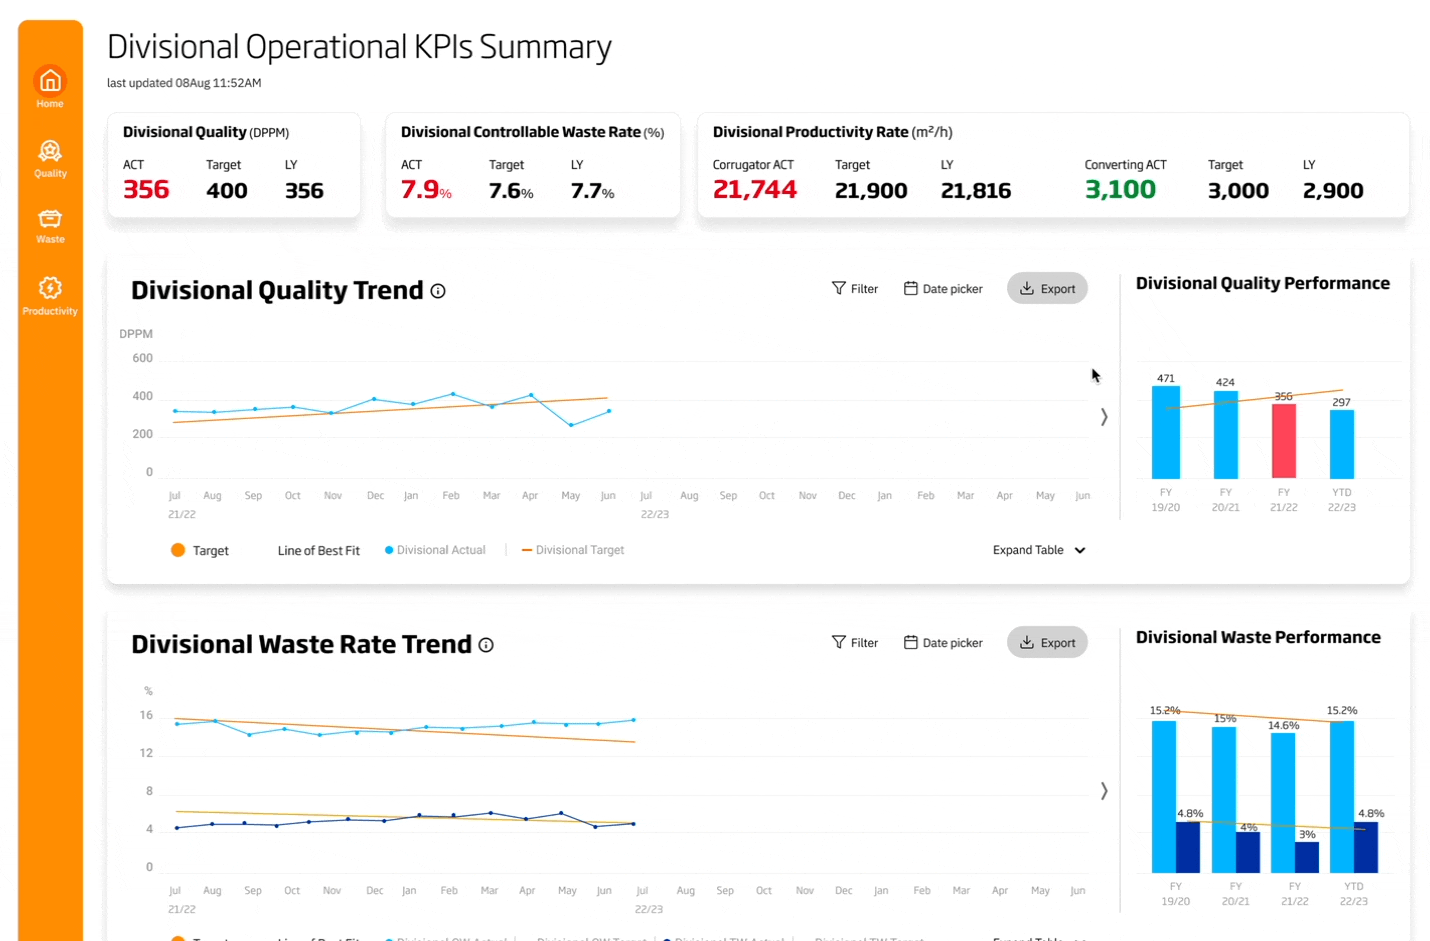 Divisional Operational KPIs Summary
last updated 08Aug 11:52AM
Home
Quality
Waste
Productivity
Divisional Quality (DPPM)
ACT Target LY
356 400 356
Divisional Controllable Waste Rate (%)
ACT Target LY
7.9% 7.6% 7.7%
Divisional Productivity Rate (m²/h)
Corrugator ACT Target LY Converting ACT Target LY
21,744 21,900 21,816 3,100 3,000 2,900
Divisional Quality Trend
Filter Date picker Export
DPPM
600
400
200
0
Jul Aug Sep Oct Nov Dec Jan Feb Mar Apr May Jun Jul Aug Sep Oct Nov Dec Jan Feb Mar Apr May Jun
21/22 22/23
Target Line of Best Fit Divisional Actual Divisional Target Expand Table
Divisional Quality Performance
471 424 356 297
FY FY FY YTD
19/20 20/21 21/22 22/23
Divisional Waste Rate Trend
Filter Date picker Export
%
16
12
8
4
0
Jul Aug Sep Oct Nov Dec Jan Feb Mar Apr May Jun Jul Aug Sep Oct Nov Dec Jan Feb Mar Apr May Jun
21/22 22/23
Divisional Waste Performance
15.2% 15% 14.6% 15.2%
4.8% 4% 3% 4.8%
FY FY FY YTD
19/20 20/21 21/22 22/23